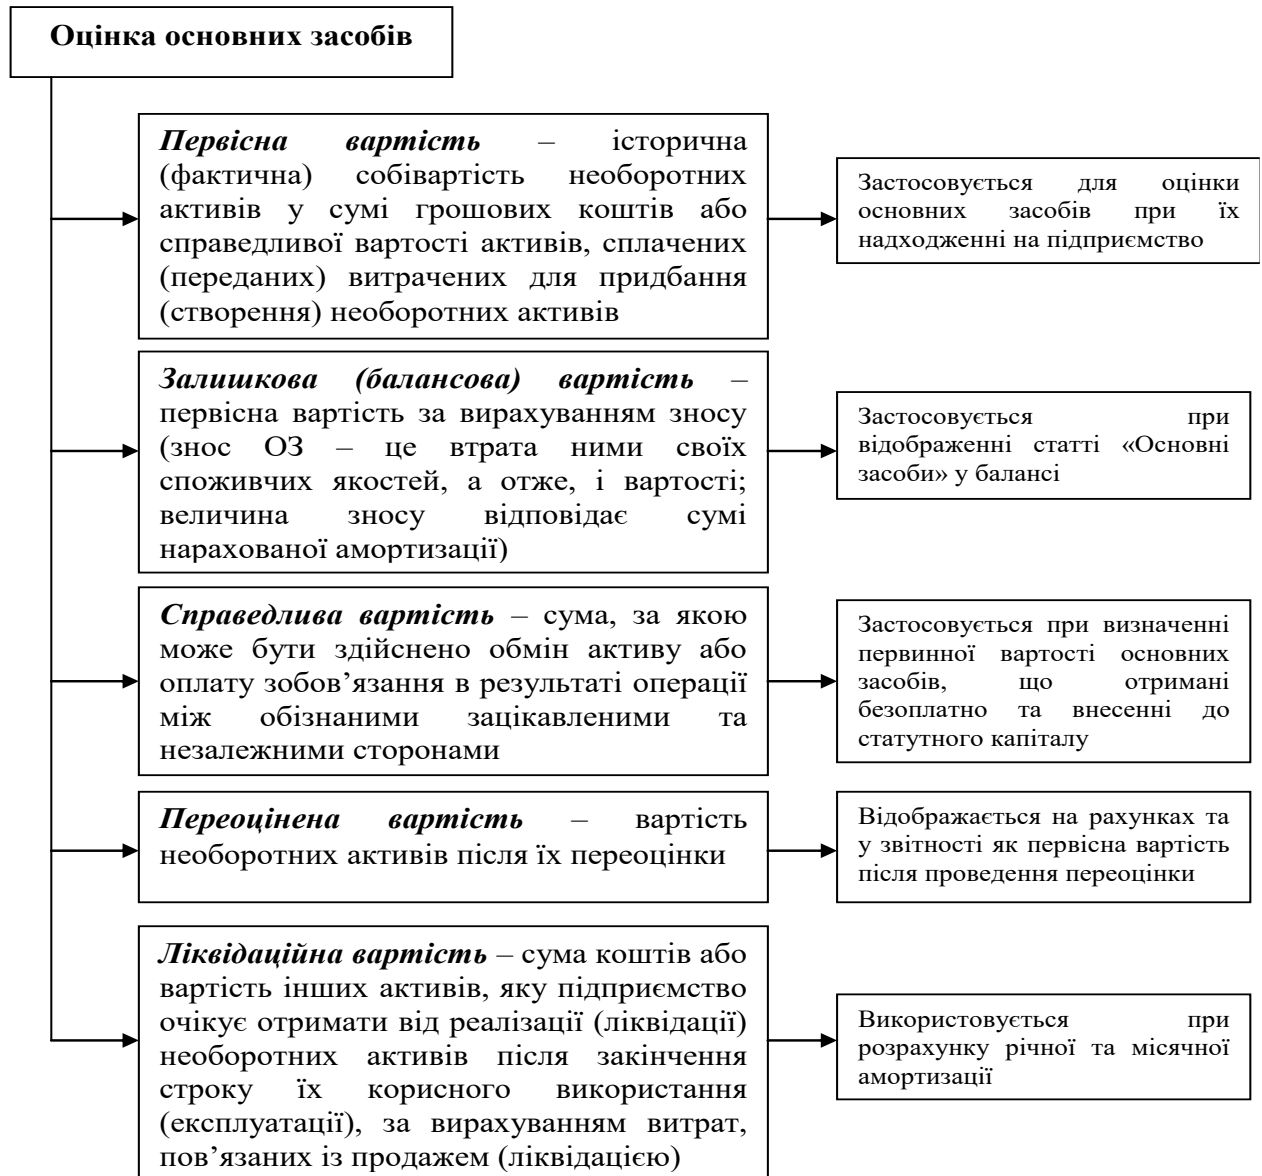 Оцінка основних засобів
Первісна вартість – історична
(фактична) собівартість необоротних
активів у сумі грошових коштів або
справедливої вартості активів, сплачених
(переданих) витрачених для придбання
(створення) необоротних активів
Застосовується для оцінки
основних засобів при їх
надходженні на підприємство
Залишкова (балансова) вартість –
первісна вартість за вирахуванням зносу
(знос ОЗ – це втрата ними своїх
споживчих якостей, а отже, і вартості;
величина зносу відповідає сумі
нарахованої амортизації)
Застосовується при
відображенні статті «Основні
засоби» у балансі
Справедлива вартість – сума, за якою
може бути здійснено обмін активу або
оплату зобов’язання в результаті операції
між обізнаними зацікавленими та
незалежними сторонами
Застосовується при визначенні
первинної вартості основних
засобів, що отримані
безоплатно та внесенні до
статутного капіталу
Переоцінена вартість – вартість
необоротних активів після їх переоцінки
Відображається на рахунках та
у звітності як первісна вартість
після проведення переоцінки
Ліквідаційна вартість – сума коштів або
вартість інших активів, яку підприємство
очікує отримати від реалізації (ліквідації)
необоротних активів після закінчення
строку їх корисного використання
(експлуатації), за вирахуванням витрат,
пов’язаних із продажем (ліквідацією)
Використовується при
розрахунку річної та місячної
амортизації